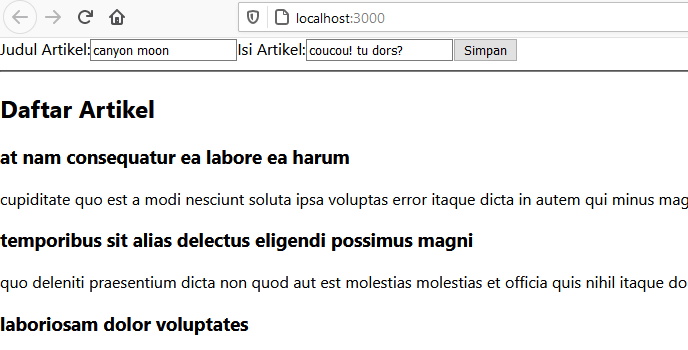 localhost:3000
Judul Artikel: canyon moon Isi Artikel: coucou! tu dors? Simpan
Daftar Artikel
at nam consequatur ea labore ea harum
cupiditate quo est a modi nesciunt soluta ipsa voluptas error itaque dicta in autem qui minus mag
temporibus sit alias delectus eligendi possimus magni
quo deleniti praesentium dicta non quod aut est molestias molestias et officia quis nihil itaque do
laboriosam dolor voluptates